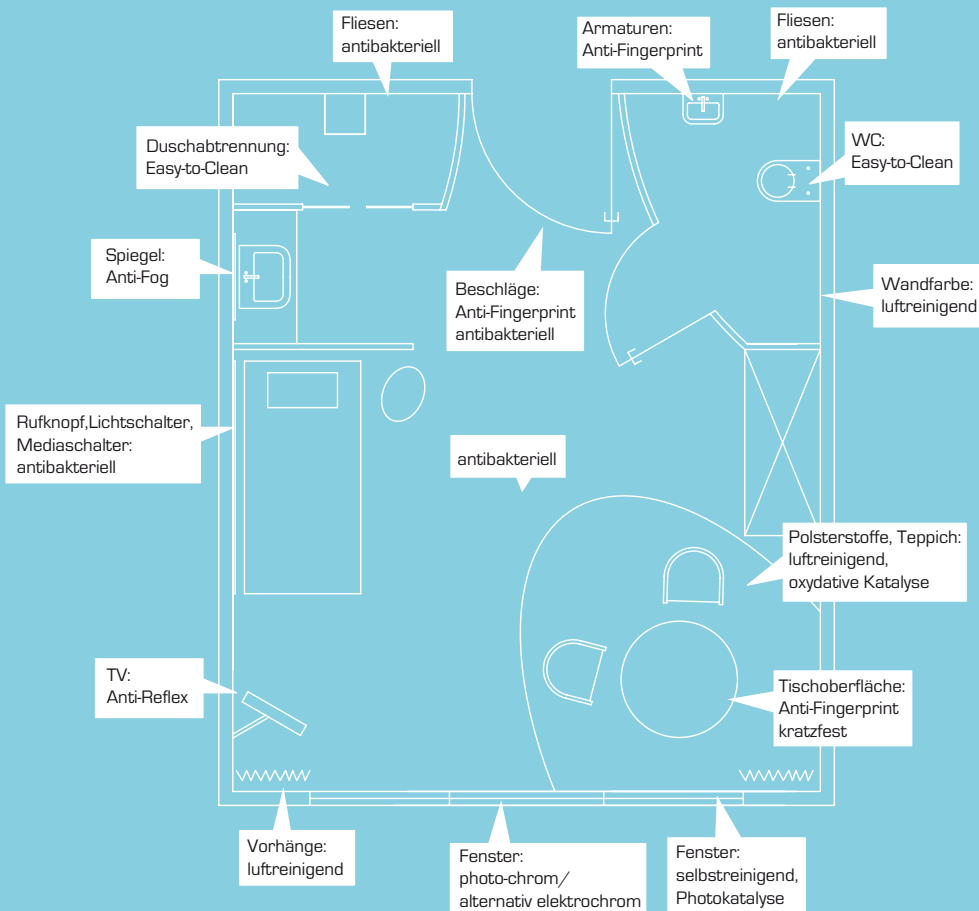 Fliesen:
antibakteriell
Armaturen:
Anti-Fingerprint
Fliesen:
antibakteriell
Duschabtrennung:
Easy-to-Clean
WC:
Easy-to-Clean
Spiegel:
Anti-Fog
Beschläge:
Anti-Fingerprint
antibakteriell
Wandfarbe:
luftreinigend
Rufknopf,Lichtschalter,
Mediaschalter:
antibakteriell
antibakteriell
Polsterstoffe, Teppich:
luftreinigend,
oxydative Katalyse
TV:
Anti-Reflex
Tischoberfläche:
Anti-Fingerprint
kratzfest
Vorhänge:
luftreinigend
Fenster:
photo-chrom/
alternativ elektrochrom
Fenster:
selbstreinigend,
Photokatalyse